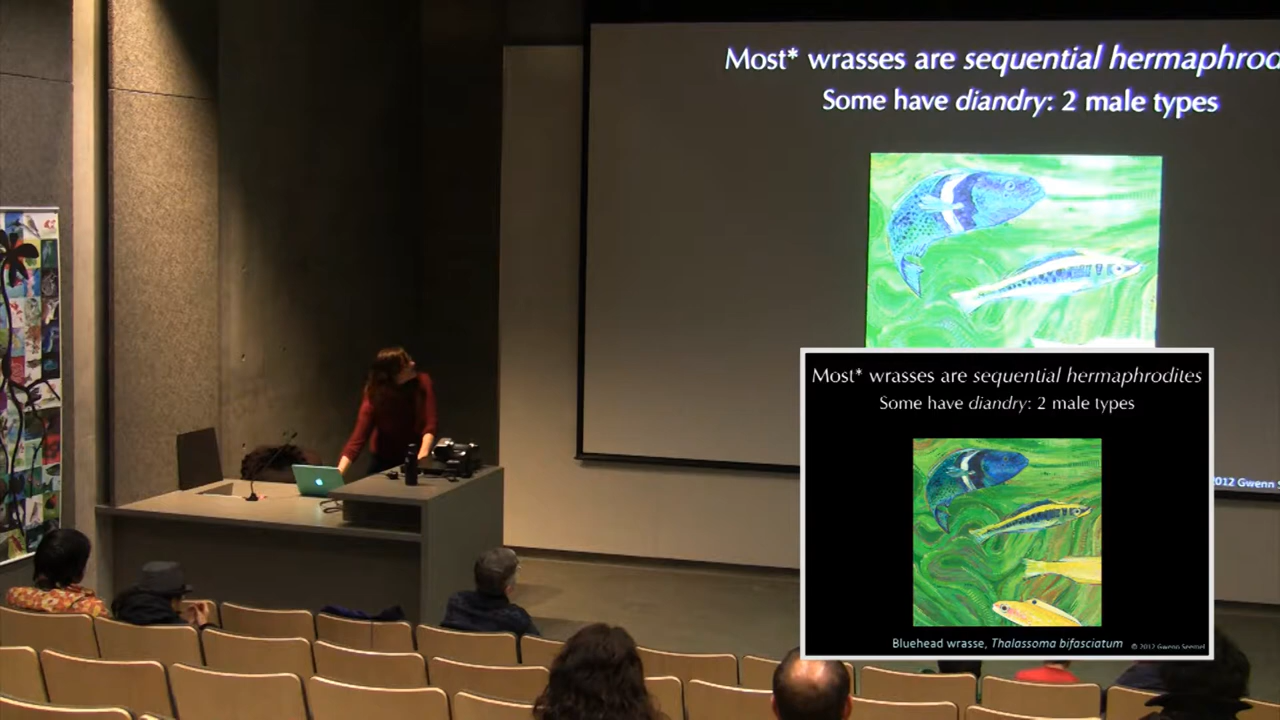 Most* wrasses are sequential hermaphrod
Some have diandry: 2 male types
Most* wrasses are sequential hermaphrodites
Some have diandry: 2 male types
Bluehead wrasse, Thalassoma bifasciatum
012 Gwenn S